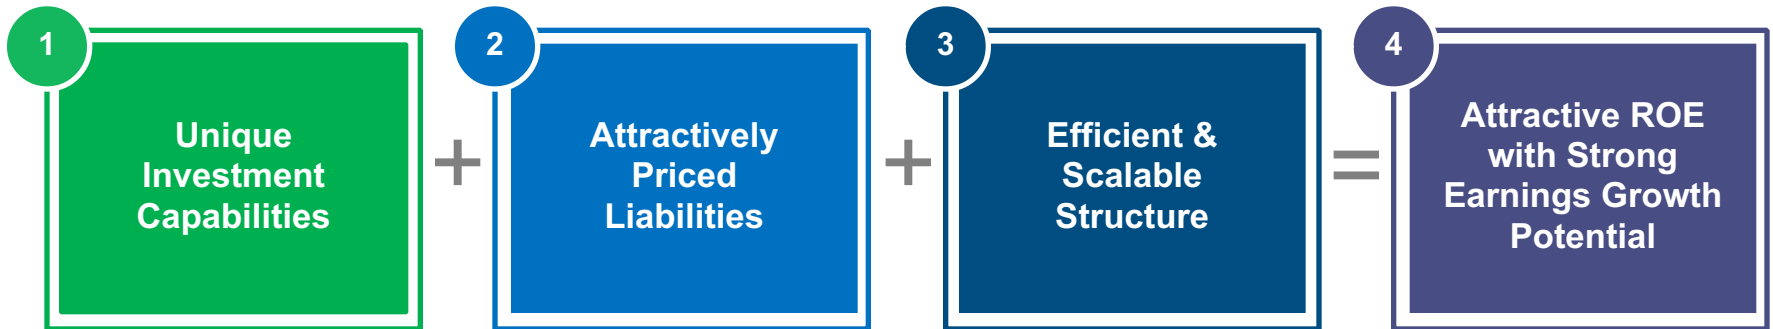 1
Unique
Investment
Capabilities
+
2
Attractively
Priced
Liabilities
+
3
Efficient &
Scalable
Structure
=
4
Attractive ROE
with Strong
Earnings Growth
Potential